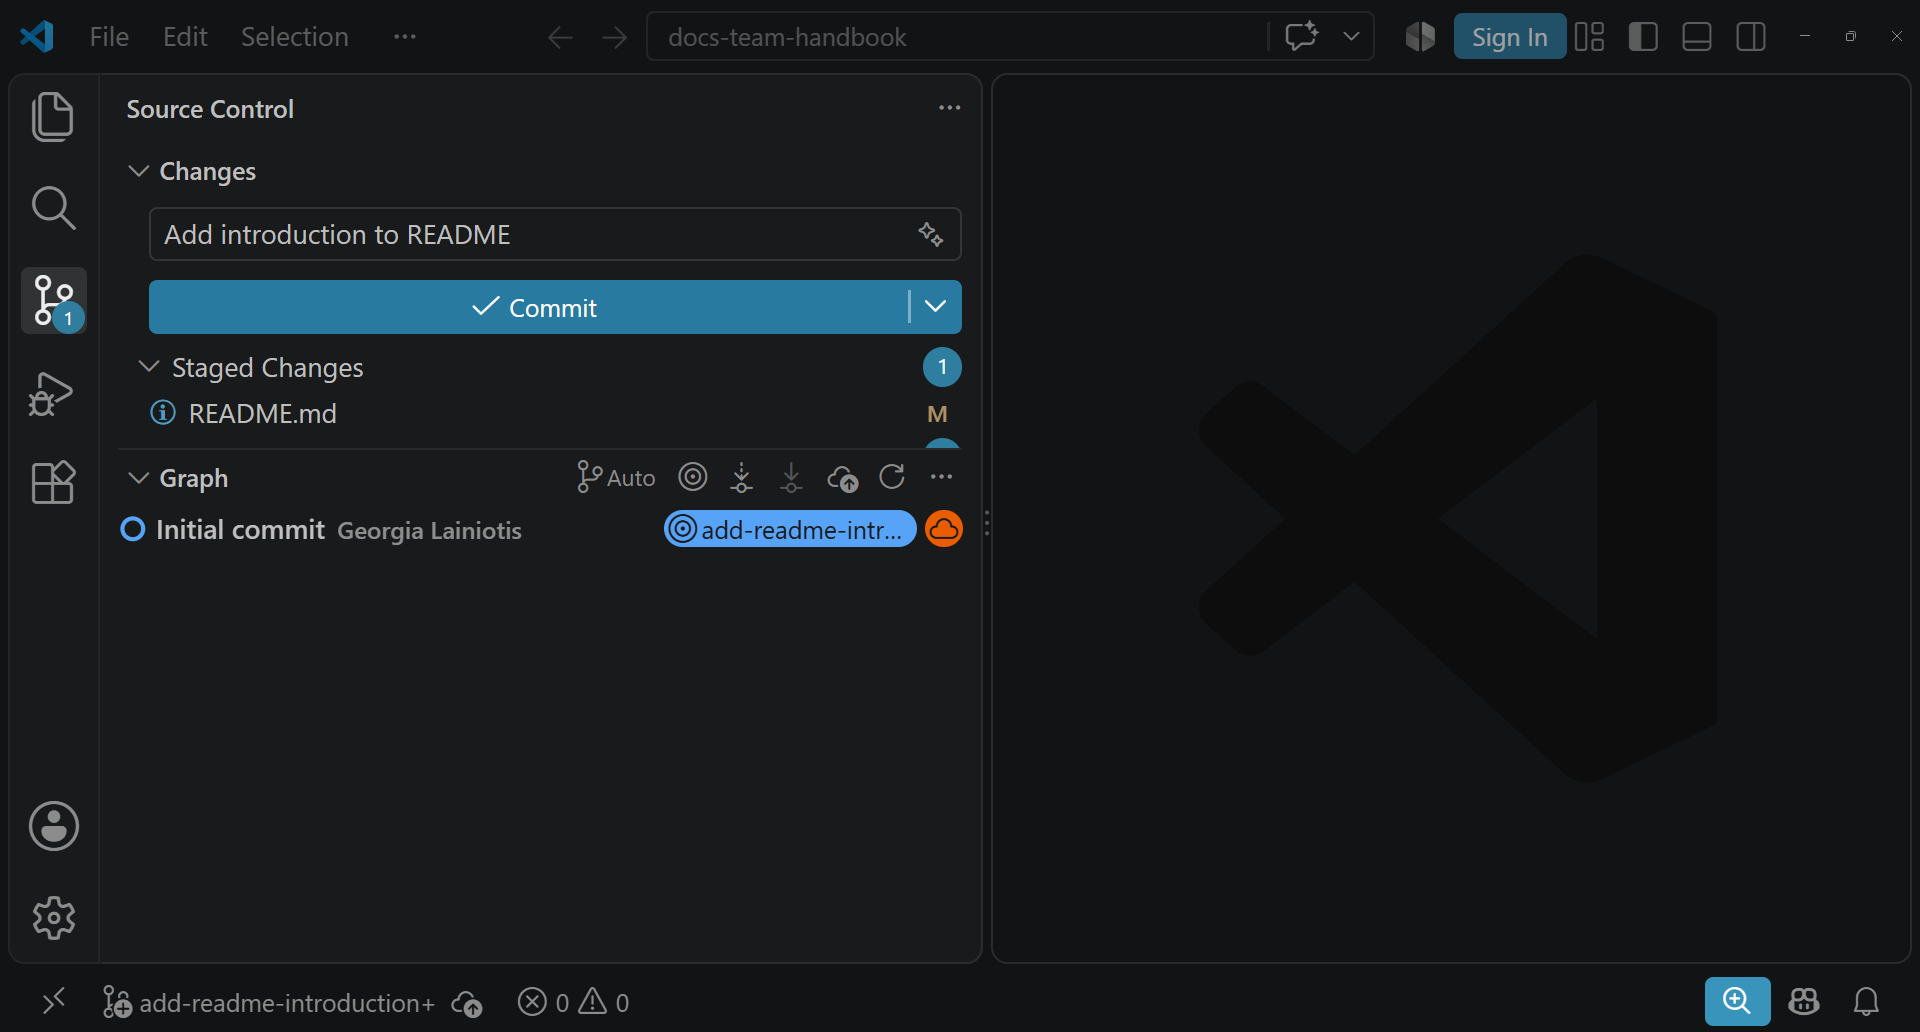 File Edit Selection ··· docs-team-handbook Sign In
Source Control ···
Changes
Add introduction to README
Commit
1
Staged Changes 1
README.md M
Graph Auto ···
Initial commit Georgia Lainiotis add-readme-intr...
add-readme-introduction+ 0 0